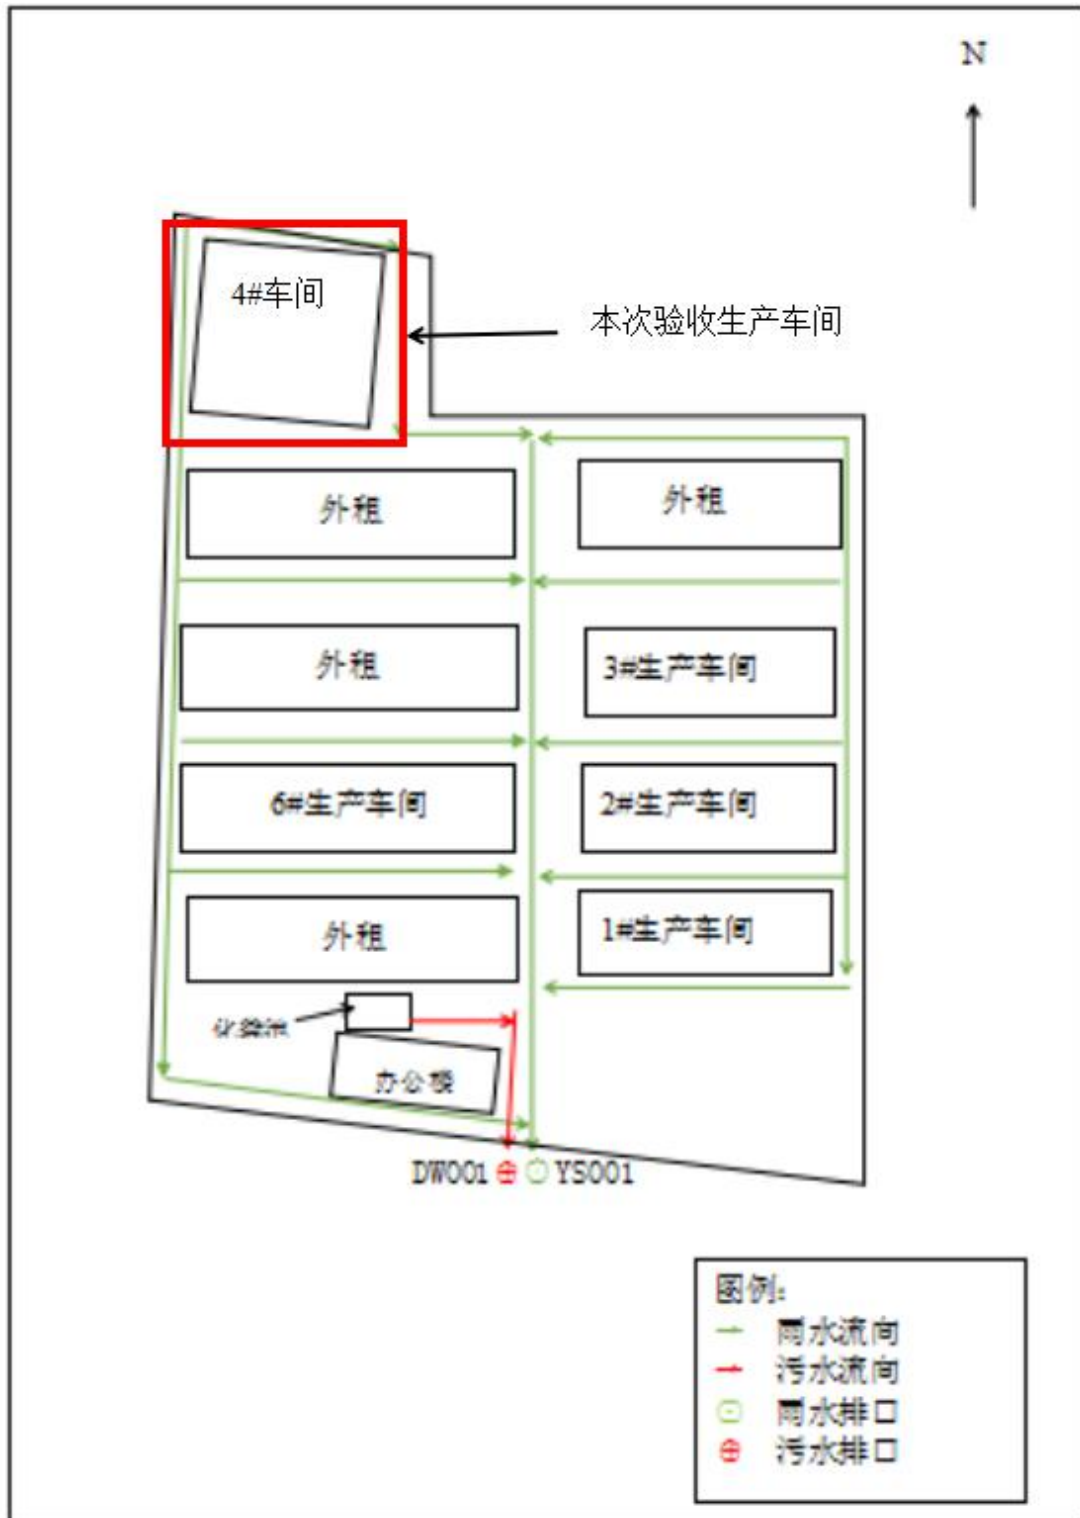 N
4#车间
本次验收生产车间
外租
外租
外租
3#生产车间
6#生产车间
2#生产车间
外租
1#生产车间
化粪池
办公楼
DW001
YS001
图例:
雨水流向
污水流向
雨水排口
污水排口